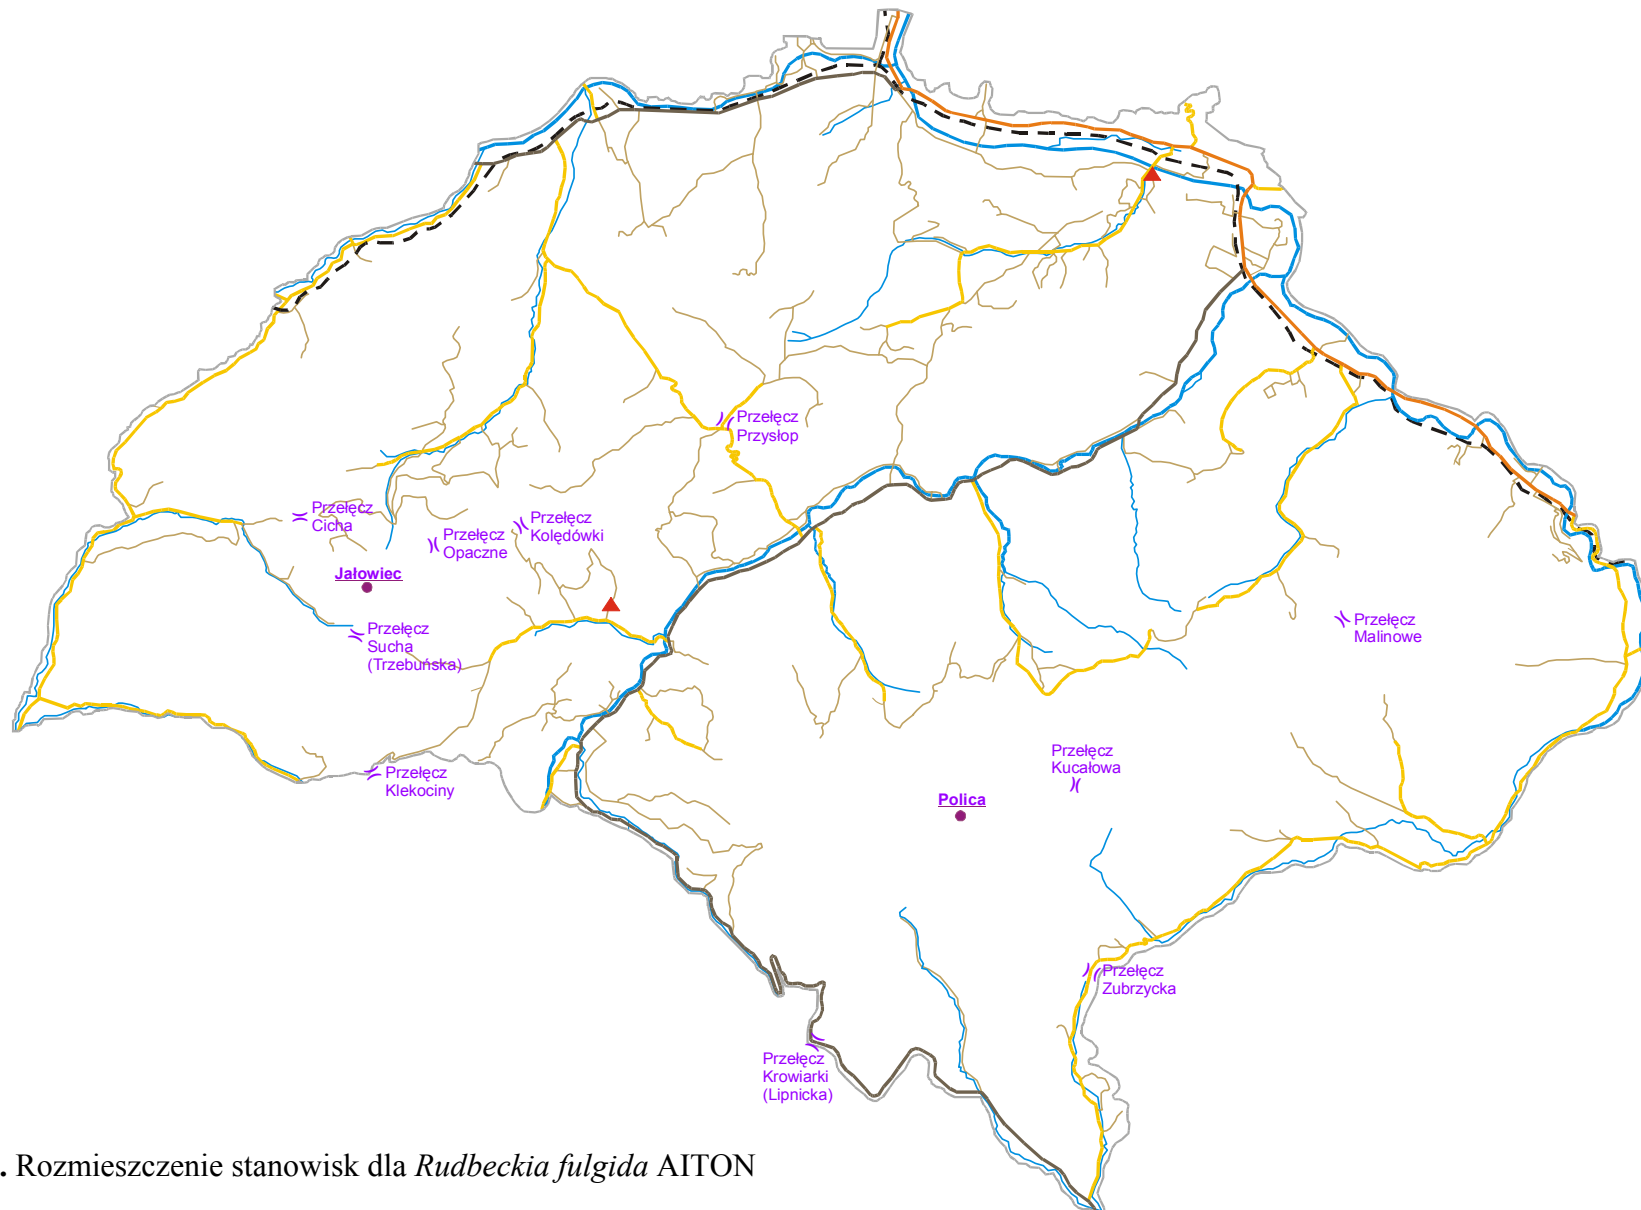 Przełęcz
Przysłop
Przełęcz
Cicha
Przełęcz
Kolędówki
Przełęcz
Opaczne
Jałowiec
Przełęcz
Sucha
(Trzebuńska)
Przełęcz
Malinowe
Przełęcz
Kucałowa
Przełęcz
Klekociny
Polica
Przełęcz
Zubrzycka
Przełęcz
Krowiarki
(Lipnicka)
. Rozmieszczenie stanowisk dla Rudbeckia fulgida AITON